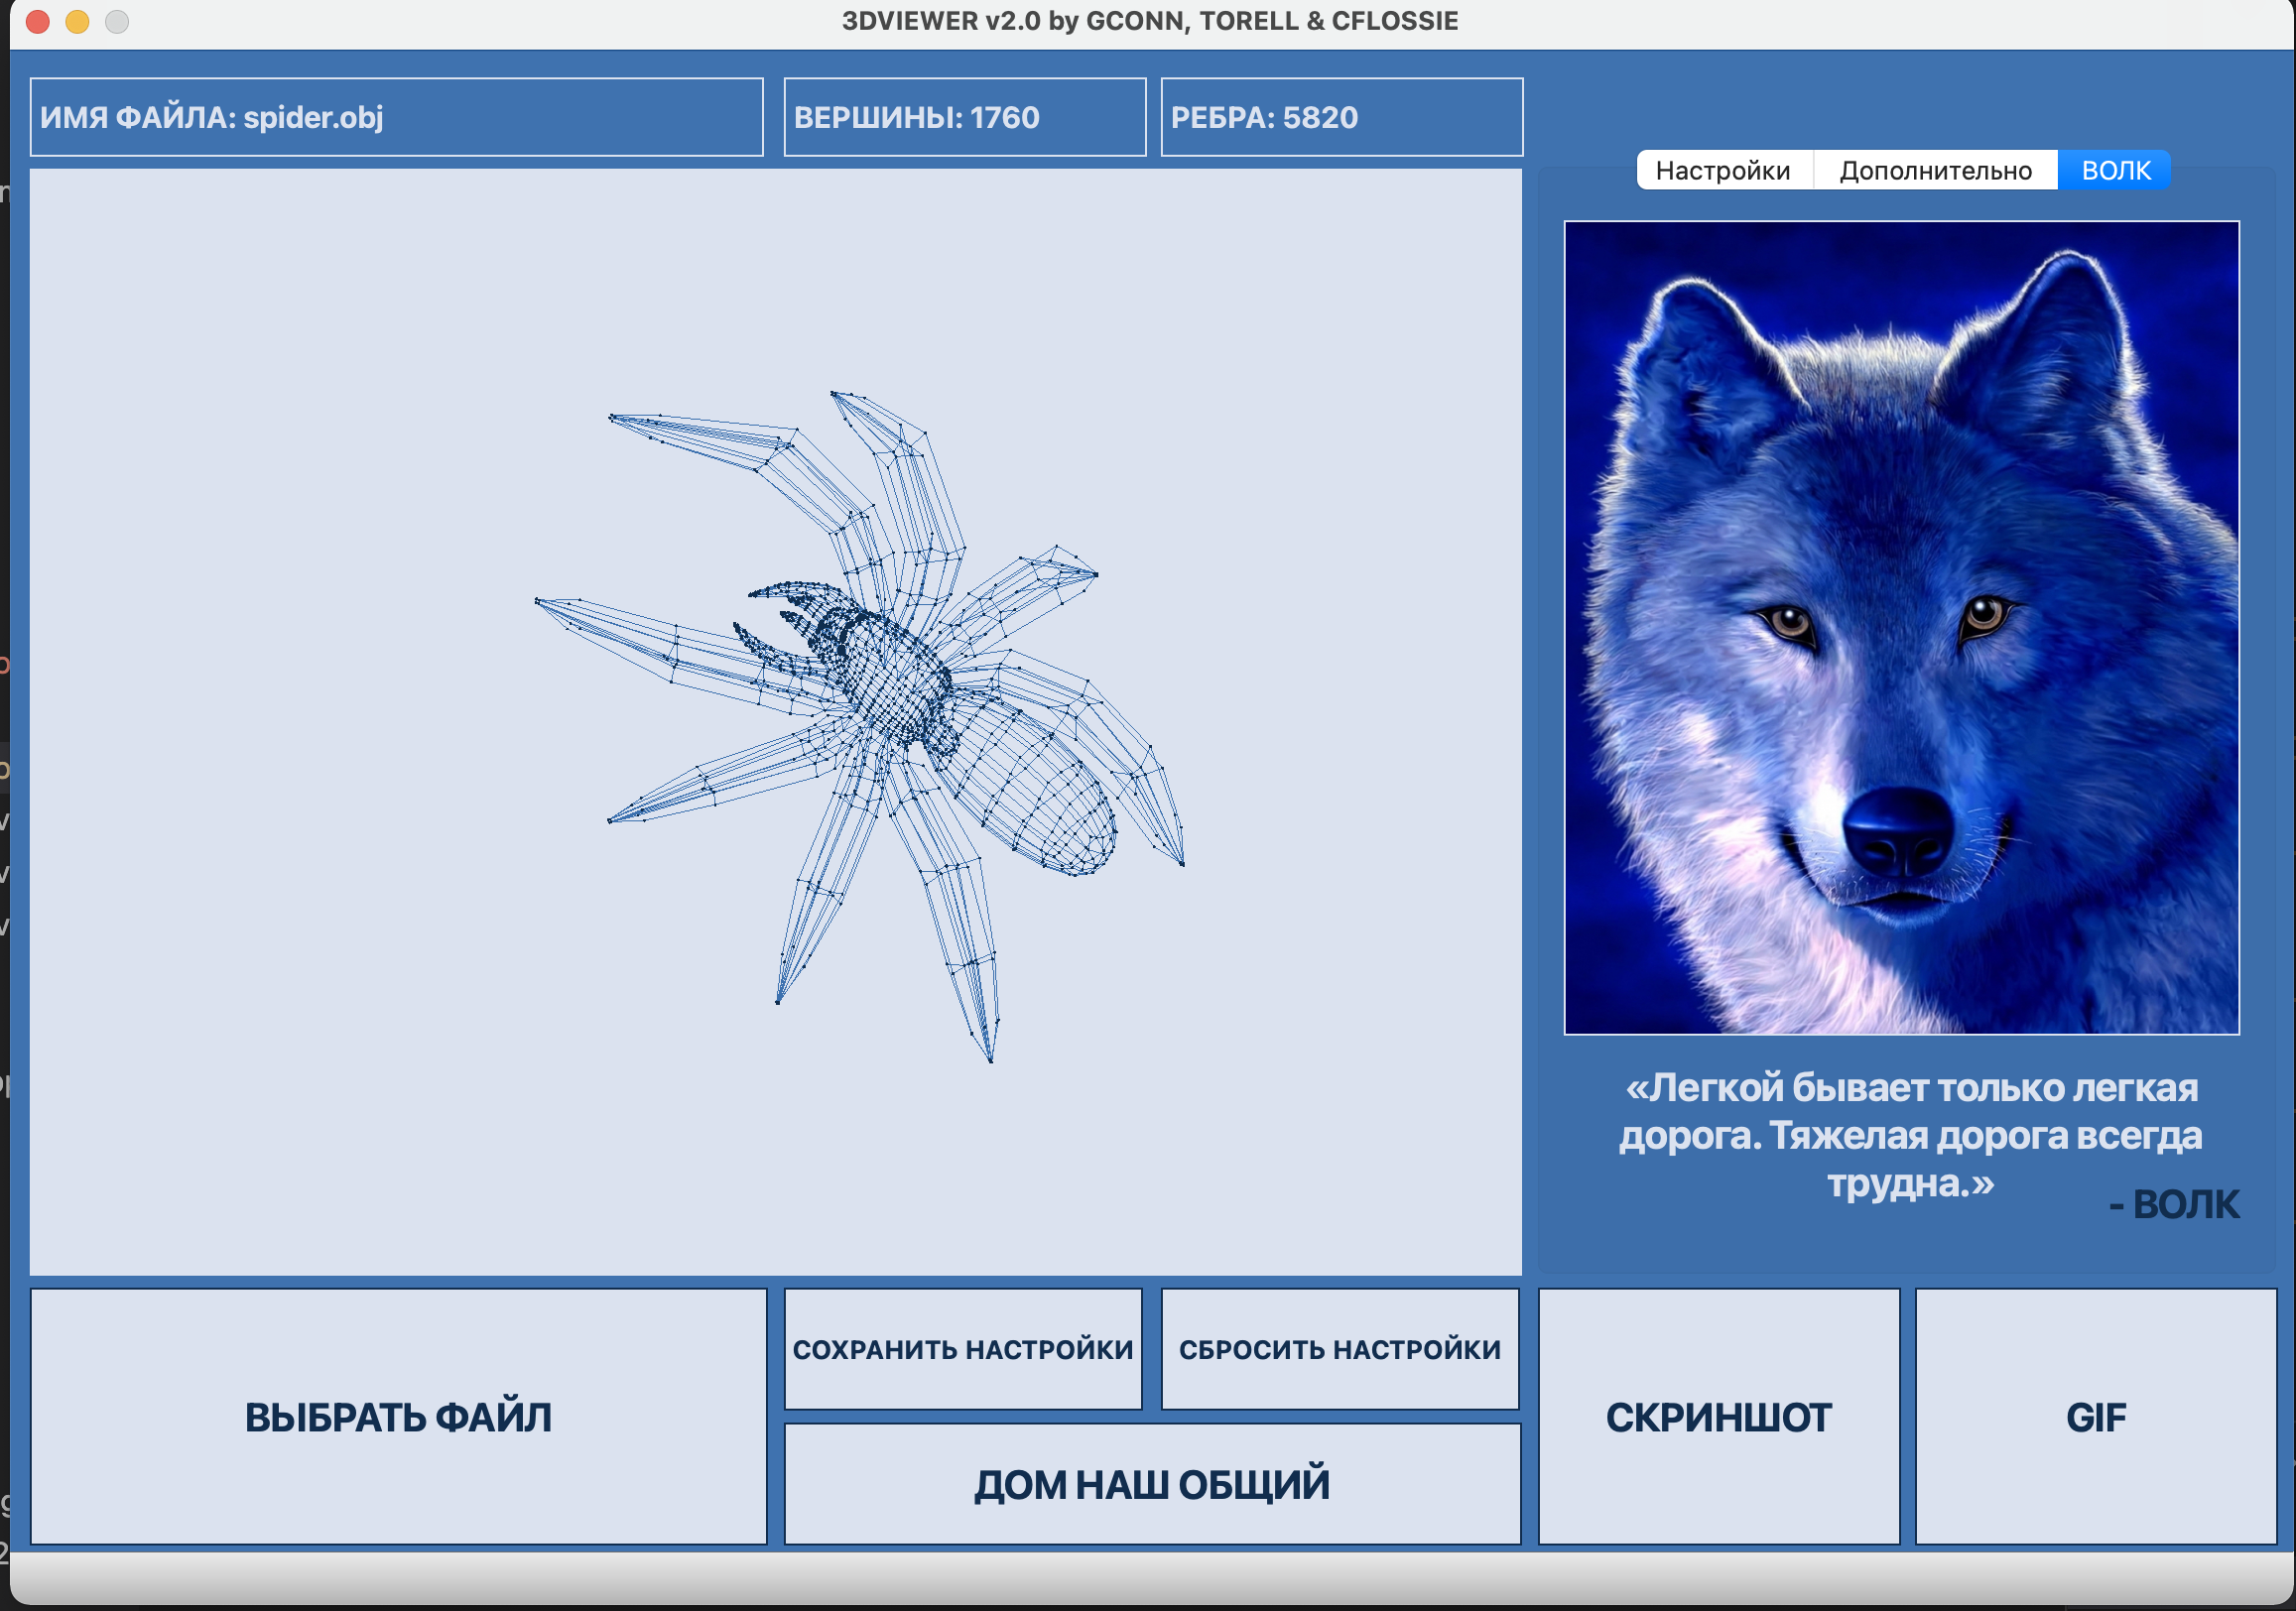 3DVIEWER v2.0 by GCONN, TORELL & CFLOSSIE
ИМЯ ФАЙЛА: spider.obj
ВЕРШИНЫ: 1760
РЕБРА: 5820
Настройки
Дополнительно
ВОЛК
«Легкой бывает только легкая
дорога. Тяжелая дорога всегда
трудна.»
- ВОЛК
ВЫБРАТЬ ФАЙЛ
СОХРАНИТЬ НАСТРОЙКИ
СБРОСИТЬ НАСТРОЙКИ
ДОМ НАШ ОБЩИЙ
СКРИНШОТ
GIF